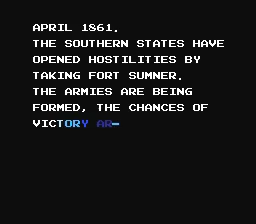 APRIL 1861.
THE SOUTHERN STATES HAVE
OPENED HOSTILITIES BY
TAKING FORT SUMNER.
THE ARMIES ARE BEING
FORMED, THE CHANCES OF
VICTORY AR-